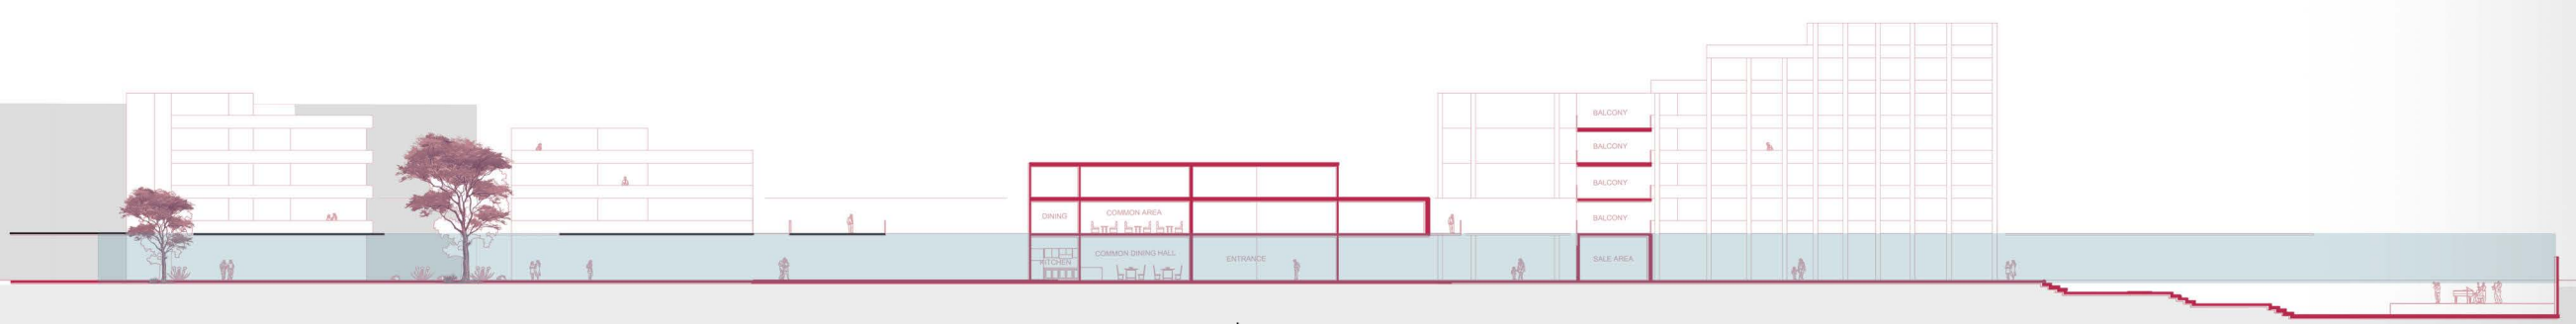 BALCONY
BALCONY
BALCONY
BALCONY
DINING
COMMON AREA
KITCHEN
COMMON DINING HALL
ENTRANCE
SALE AREA